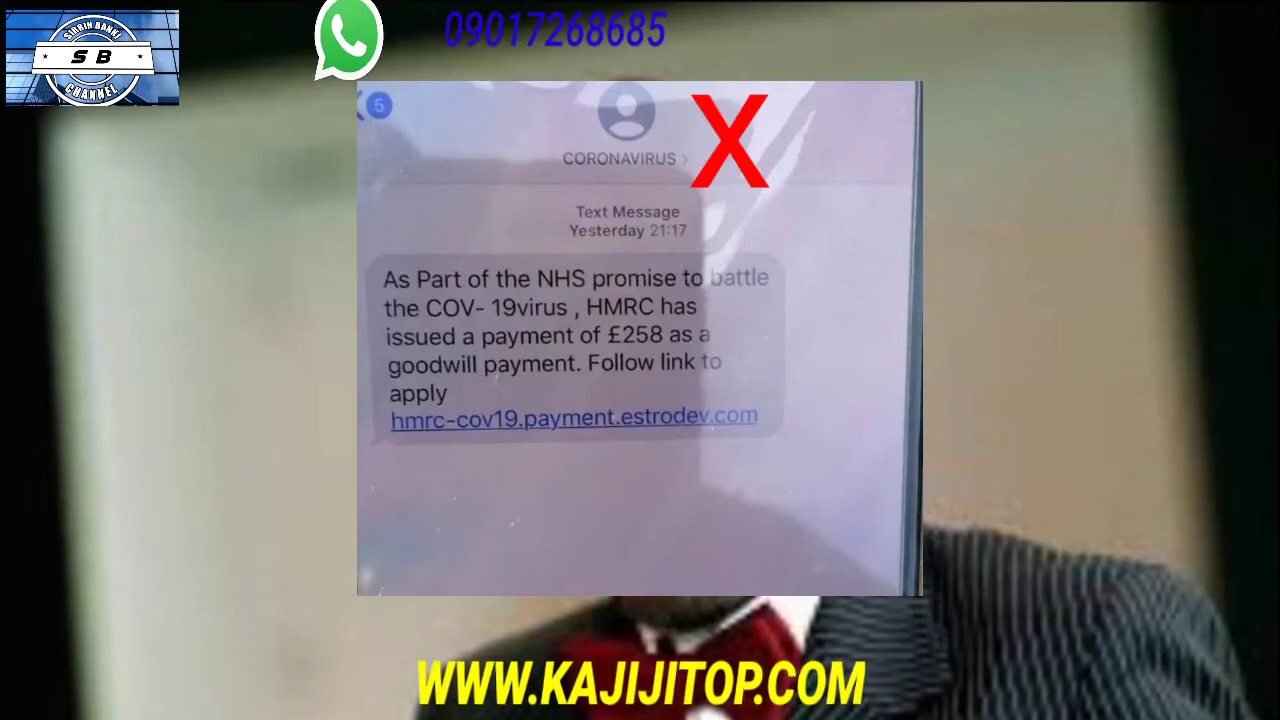 SIRRIN BANKI
S B
CHANNEL
09017268685
5
CORONAVIRUS >
X
Text Message
Yesterday 21:17
As Part of the NHS promise to battle
the COV- 19virus , HMRC has
issued a payment of £258 as a
goodwill payment. Follow link to
apply
hmrc-cov19.payment.estrodev.com
WWW.KAJIJITOP.COM